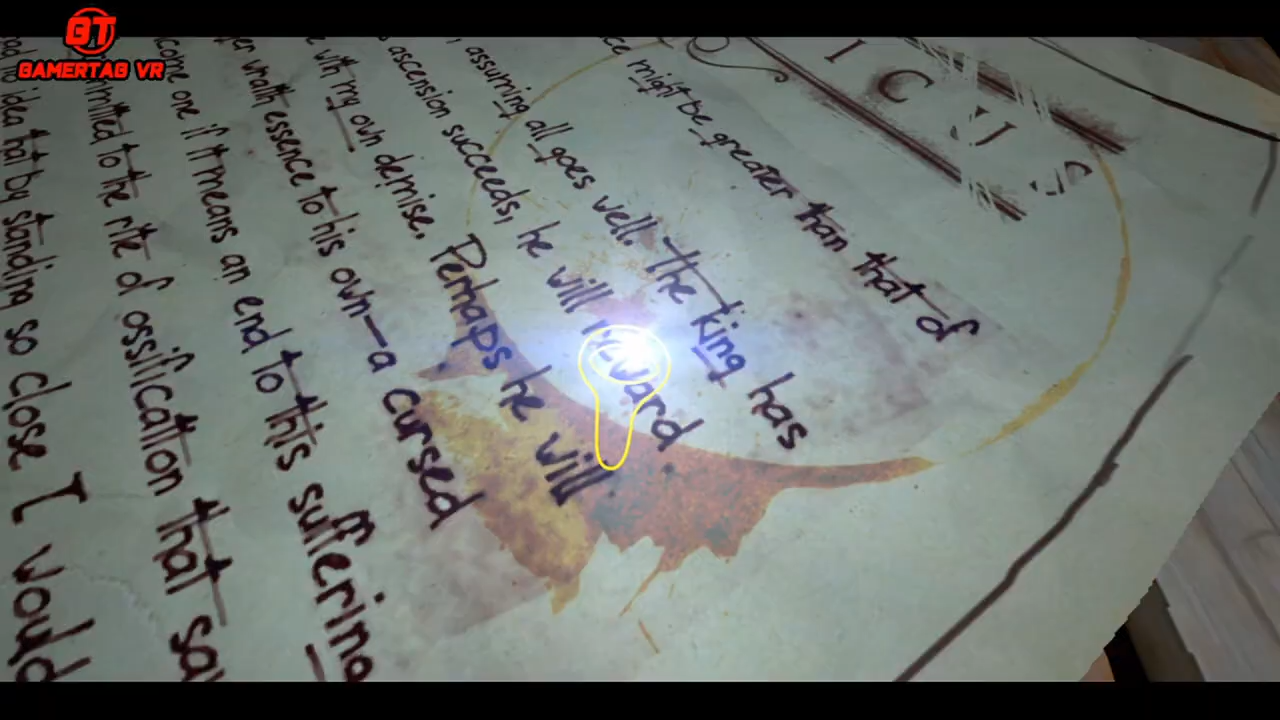 GT
GAMERTAG VR
I C V I S
might be greater than that of
assuming all goes well. The king has
ascension succeeds, he will reward
with my own demise. Perhaps he will
wraith essence to his own—a cursed
come one if it means an end to this suffering
to the rite of ossification that
no idea that by standing so close I would